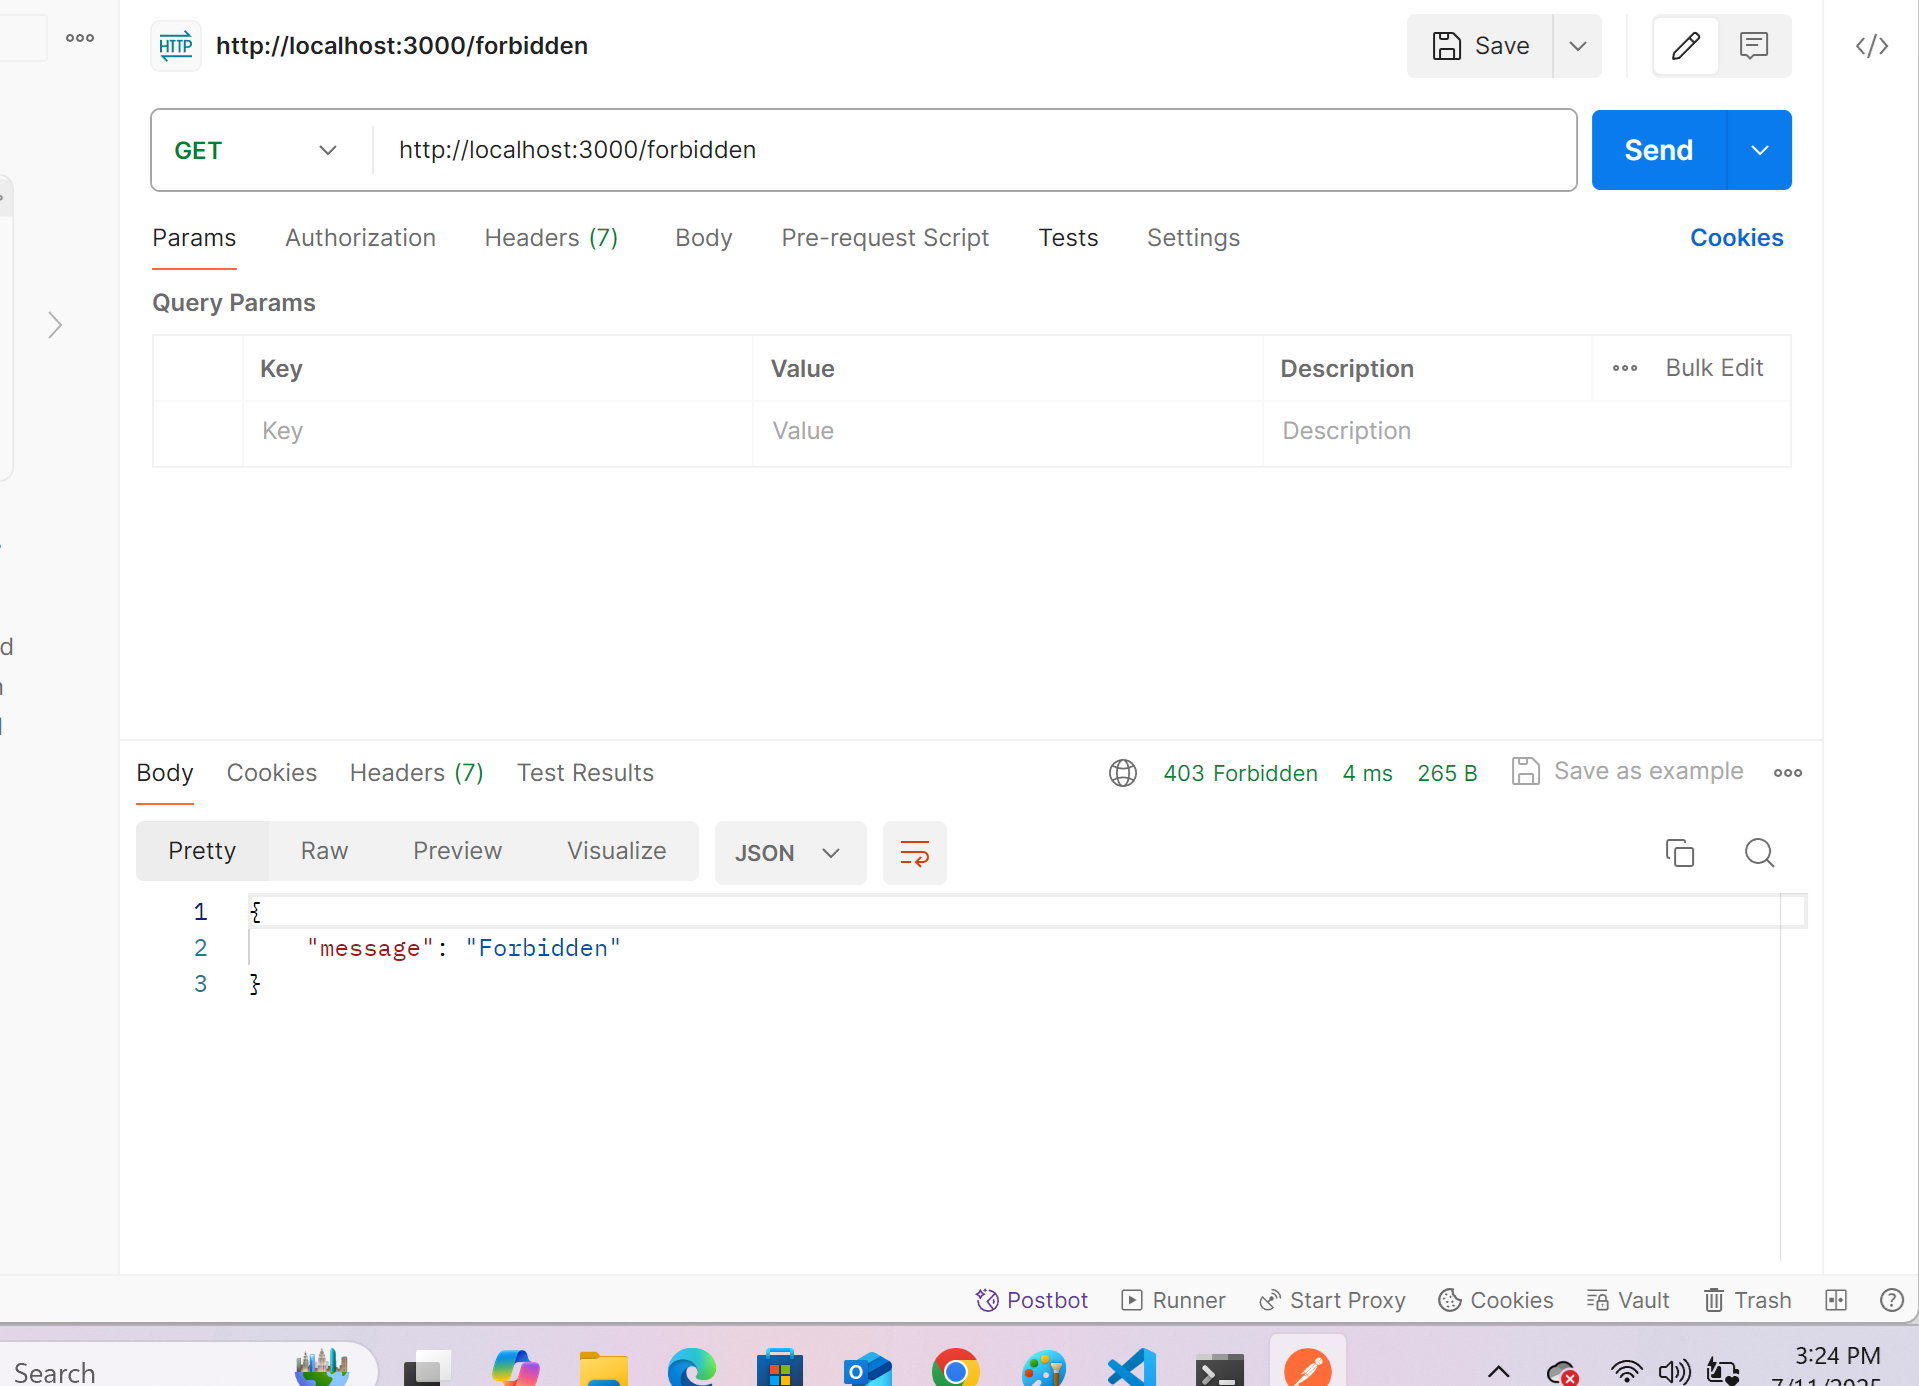 HTTP http://localhost:3000/forbidden Save
GET http://localhost:3000/forbidden Send
Params Authorization Headers (7) Body Pre-request Script Tests Settings Cookies
Query Params
Key Value Description Bulk Edit
Key Value Description
d
Body Cookies Headers (7) Test Results 403 Forbidden 4 ms 265 B Save as example
Pretty Raw Preview Visualize JSON
1 {
2 "message": "Forbidden"
3 }
Postbot Runner Start Proxy Cookies Vault Trash
Search 3:24 PM
7/11/2025